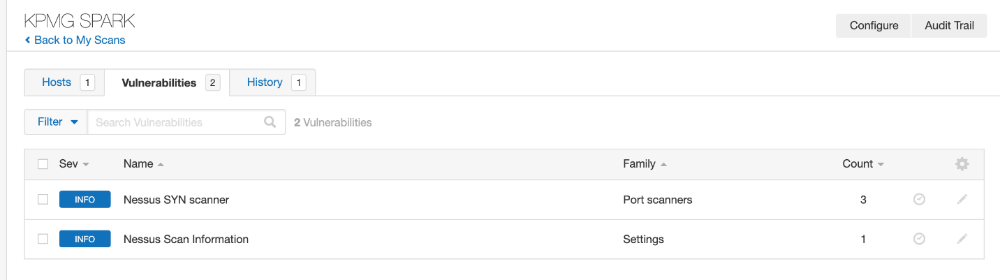 KPMG SPARK
Back to My Scans
Configure
Audit Trail
Hosts 1
Vulnerabilities 2
History 1
Filter
Search Vulnerabilities
2 Vulnerabilities
Sev Name Family Count
INFO Nessus SYN scanner Port scanners 3
INFO Nessus Scan Information Settings 1